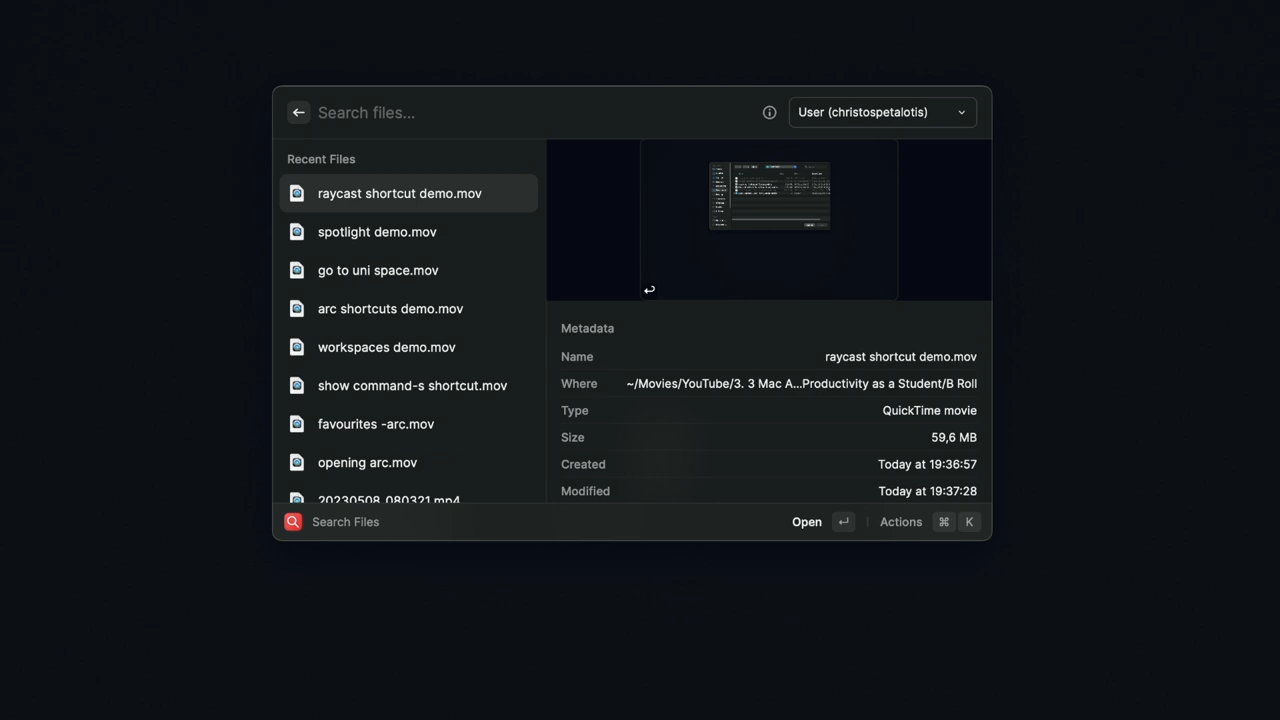 Search files...
User (christospetalotis)
Recent Files
raycast shortcut demo.mov
spotlight demo.mov
go to uni space.mov
arc shortcuts demo.mov
workspaces demo.mov
show command-s shortcut.mov
favourites -arc.mov
opening arc.mov
20230508_080321.mp4
Metadata
Name raycast shortcut demo.mov
Where ~/Movies/YouTube/3. 3 Mac A...Productivity as a Student/B Roll
Type QuickTime movie
Size 59,6 MB
Created Today at 19:36:57
Modified Today at 19:37:28
Search Files
Open ↵ Actions ⌘ K